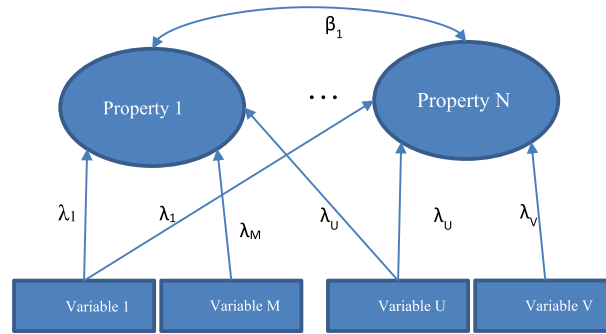 β1
Property 1
...
Property N
λ1
λ1
λM
λU
λU
λV
Variable 1
Variable M
Variable U
Variable V